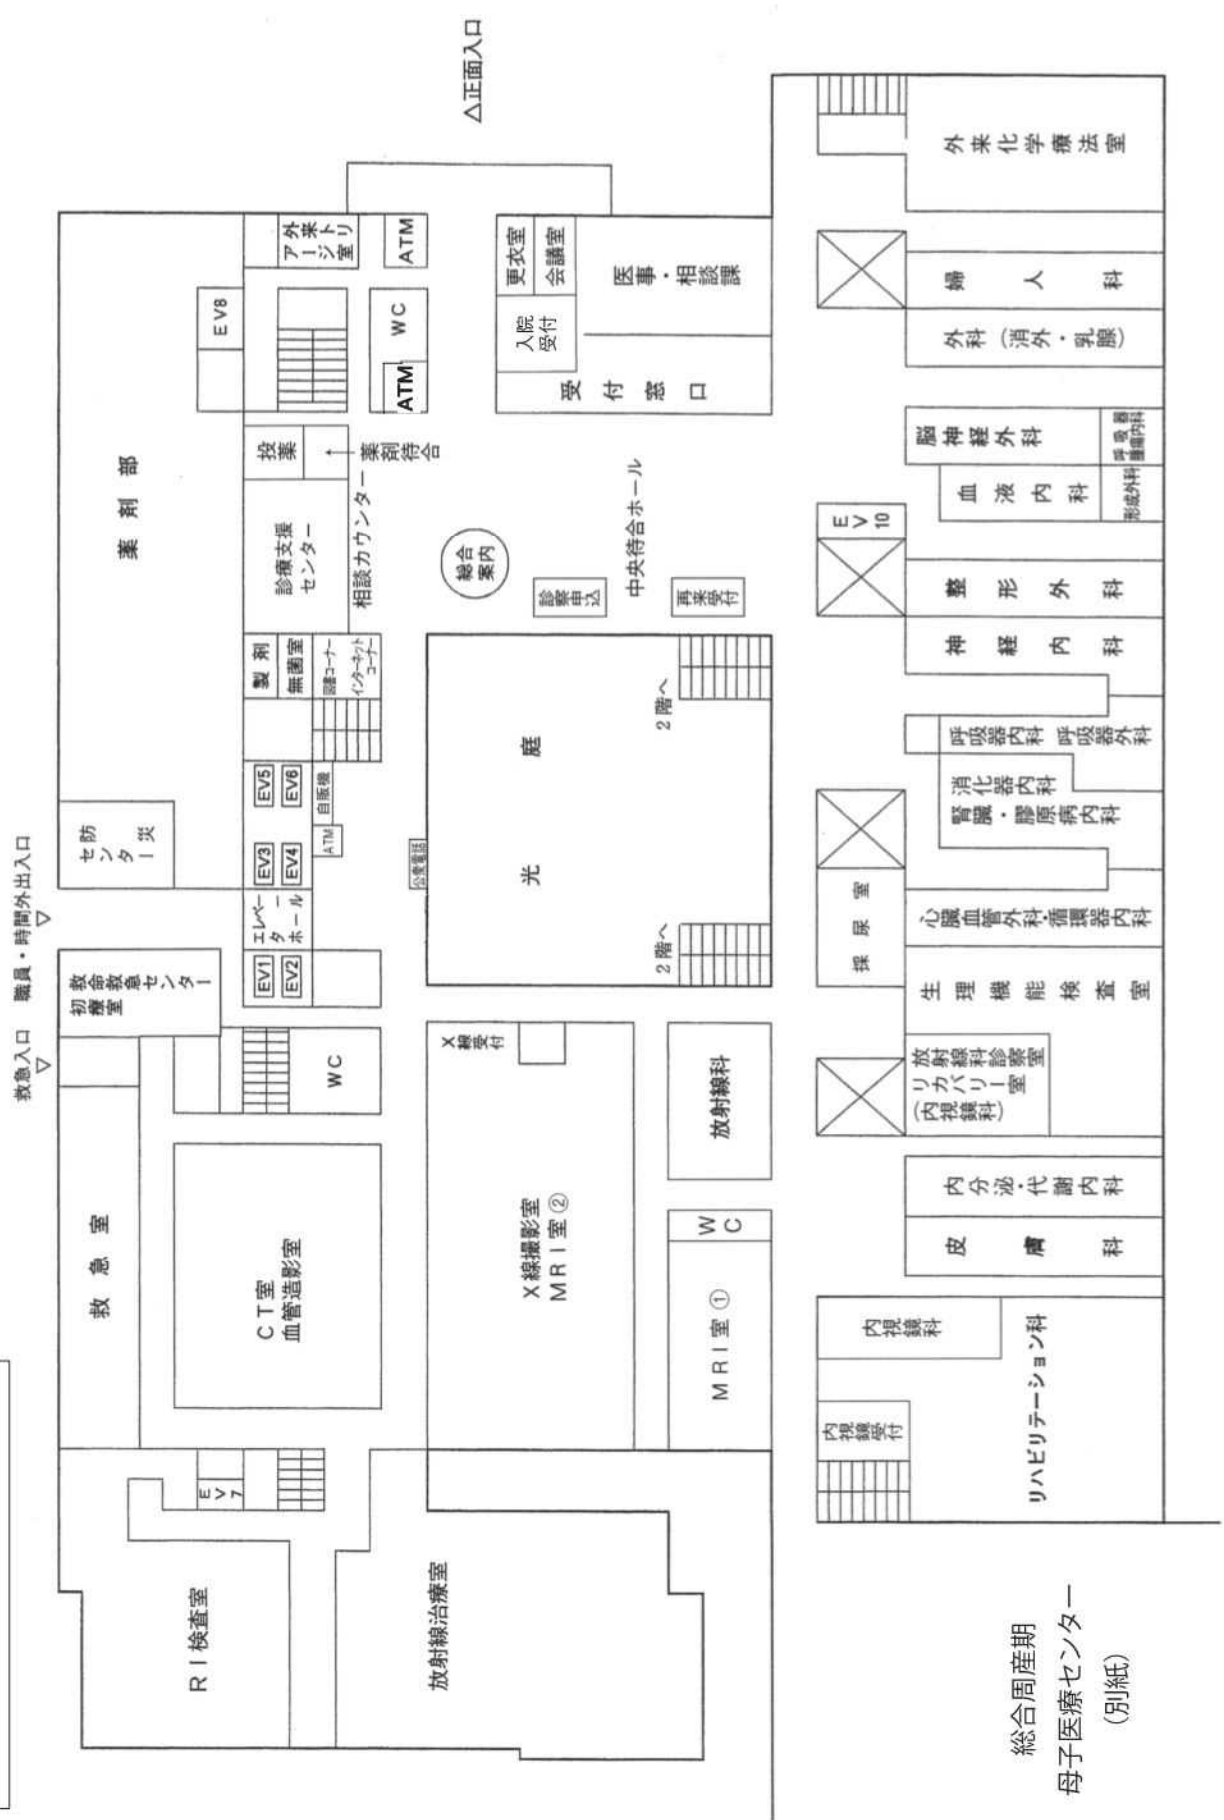 救急入口
▽
職員・時間外出入口
▽
△正面入口
RI検査室
EV7
放射線治療室
救急室
救命救急センター
初療室
防災
センター
薬剤部
CT室
血管造影室
WC
EV1
EV2
エレベーターホール
EV3
EV4
EV5
EV6
ATM
自販機
製剤
無菌室
図書コーナー
インターネット
コーナー
診療支援
センター
相談カウンター
投薬
↑
薬剤待合
EV8
外来トリアージ室
WC
ATM
ATM
公衆電話
X線撮影室
MRI室②
X線受付
MRI室①
WC
放射線科
光庭
2階へ
2階へ
総合
案内
診察
申込
再来
受付
中央待合ホール
受付窓口
入院
受付
更衣室
会議室
医事・相談課
内視鏡
受付
内視鏡科
リハビリテーション科
皮膚科
内分泌・代謝内科
放射線科診察室
リカバリー室
(内視鏡科)
生理機能検査室
採尿室
心臓血管外科・循環器内科
腎臓・膠原病内科
消化器内科
呼吸器内科
呼吸器外科
神経内科
整形外科
EV10
血液内科
形成外科
脳神経外科
呼吸器
腫瘍内科
外科(消外・乳腺)
婦人科
外来化学療法室
総合周産期
母子医療センター
(別紙)